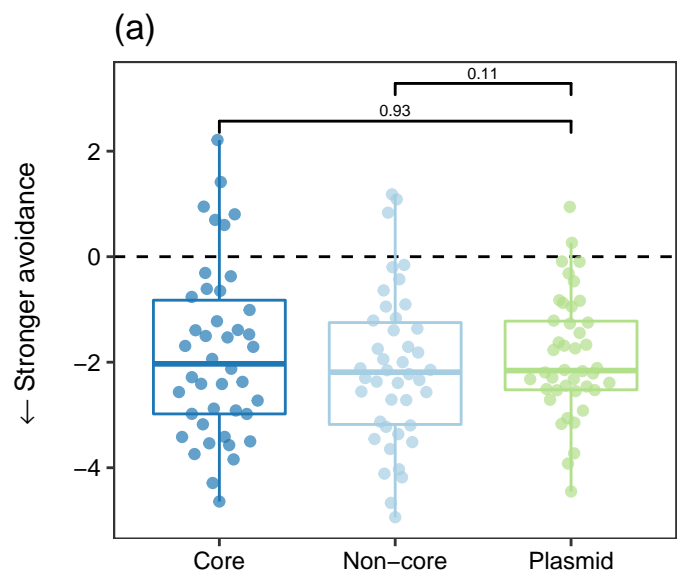 (a)
0.11
0.93
← Stronger avoidance
2
0
−2
−4
Core
Non−core
Plasmid